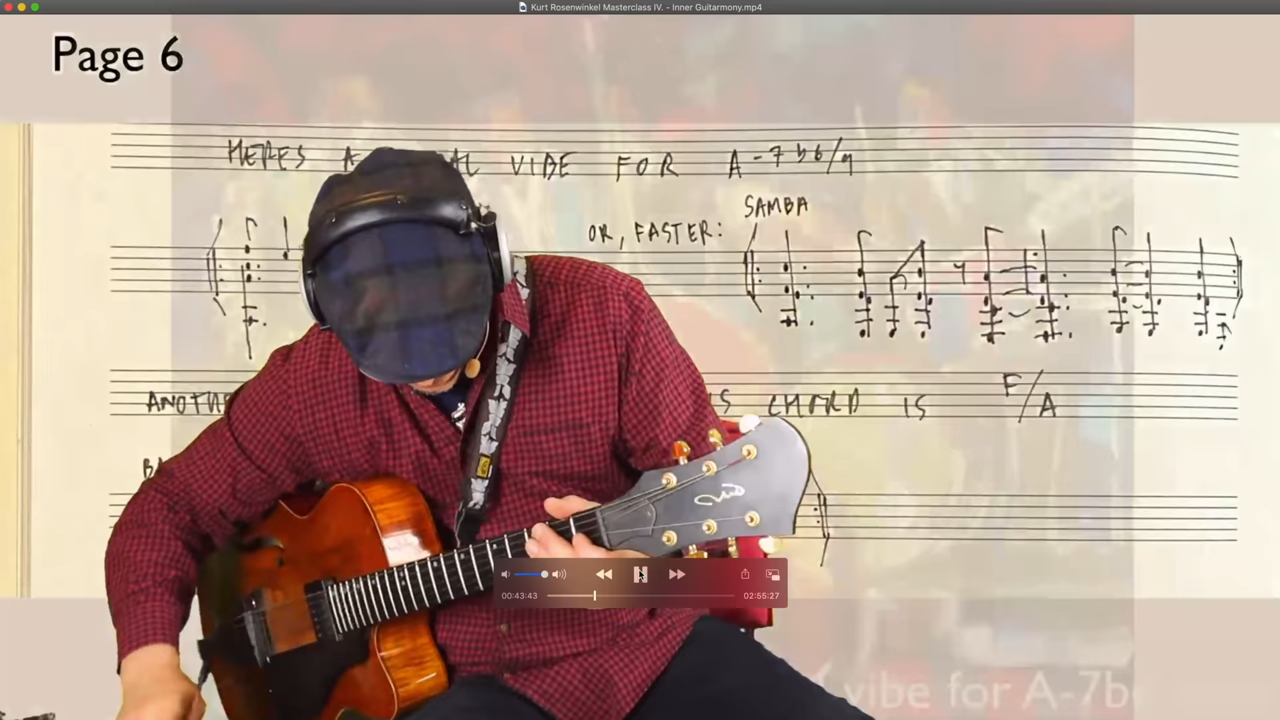 Kurt Rosenwinkel Masterclass IV. - Inner Guitarmony.mp4
Page 6
HERES A VIBE FOR A-7b6/9
SAMBA
OR, FASTER:
CHORD IS F/A
00:43:43
02:55:27
vibe for A-7b